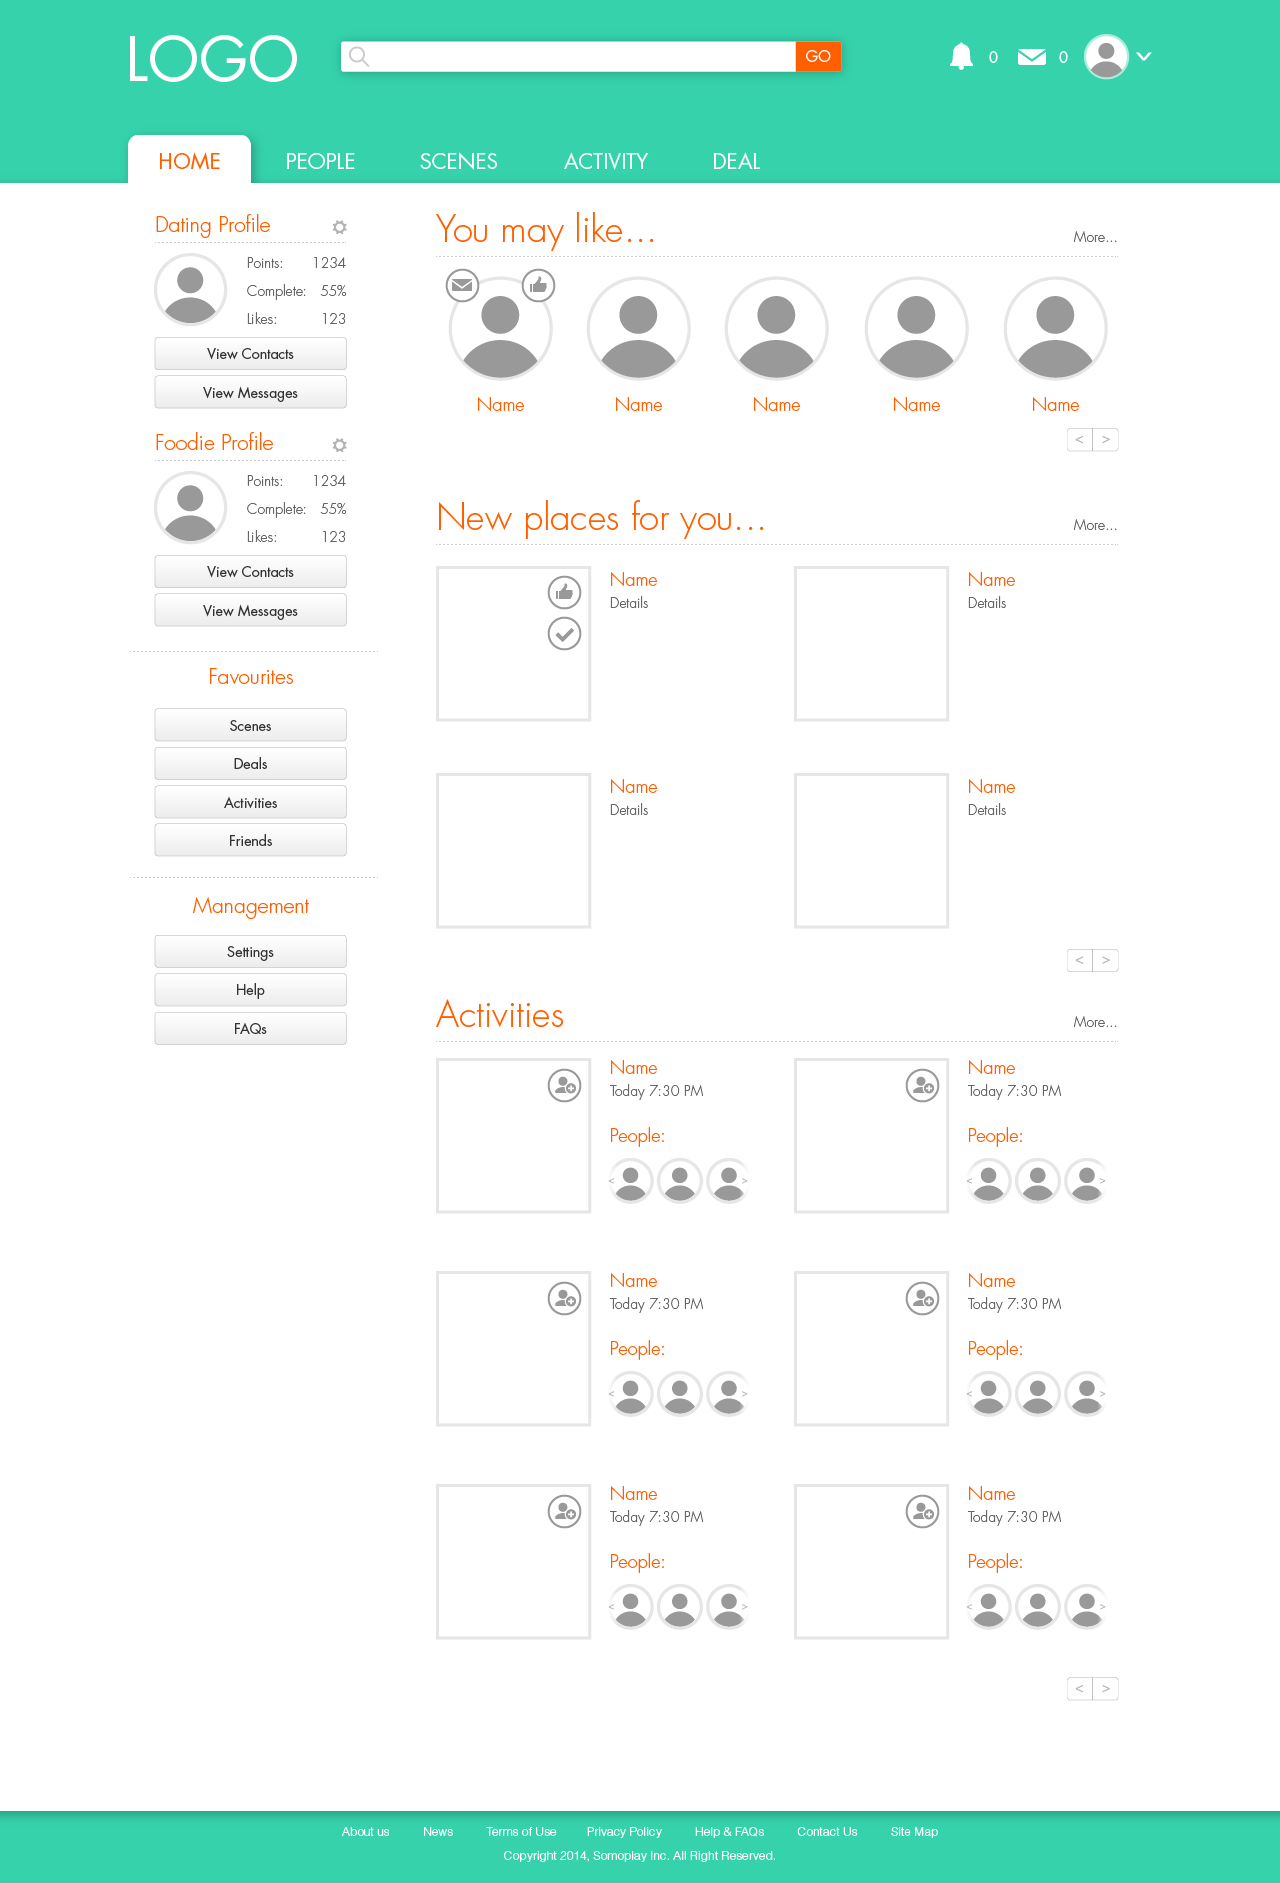 LOGO
GO
0
0
HOME
PEOPLE
SCENES
ACTIVITY
DEAL
Dating Profile
Points: 1234
Complete: 55%
Likes: 123
View Contacts
View Messages
Foodie Profile
Points: 1234
Complete: 55%
Likes: 123
View Contacts
View Messages
Favourites
Scenes
Deals
Activities
Friends
Management
Settings
Help
FAQs
You may like...
More...
Name
Name
Name
Name
Name
< >
New places for you...
More...
Name
Details
Name
Details
Name
Details
Name
Details
< >
Activities
More...
Name
Today 7:30 PM
People:
< >
Name
Today 7:30 PM
People:
< >
Name
Today 7:30 PM
People:
< >
Name
Today 7:30 PM
People:
< >
Name
Today 7:30 PM
People:
< >
Name
Today 7:30 PM
People:
< >
< >
About us News Terms of Use Privacy Policy Help & FAQs Contact Us Site Map
Copyright 2014, Somoplay Inc. All Right Reserved.